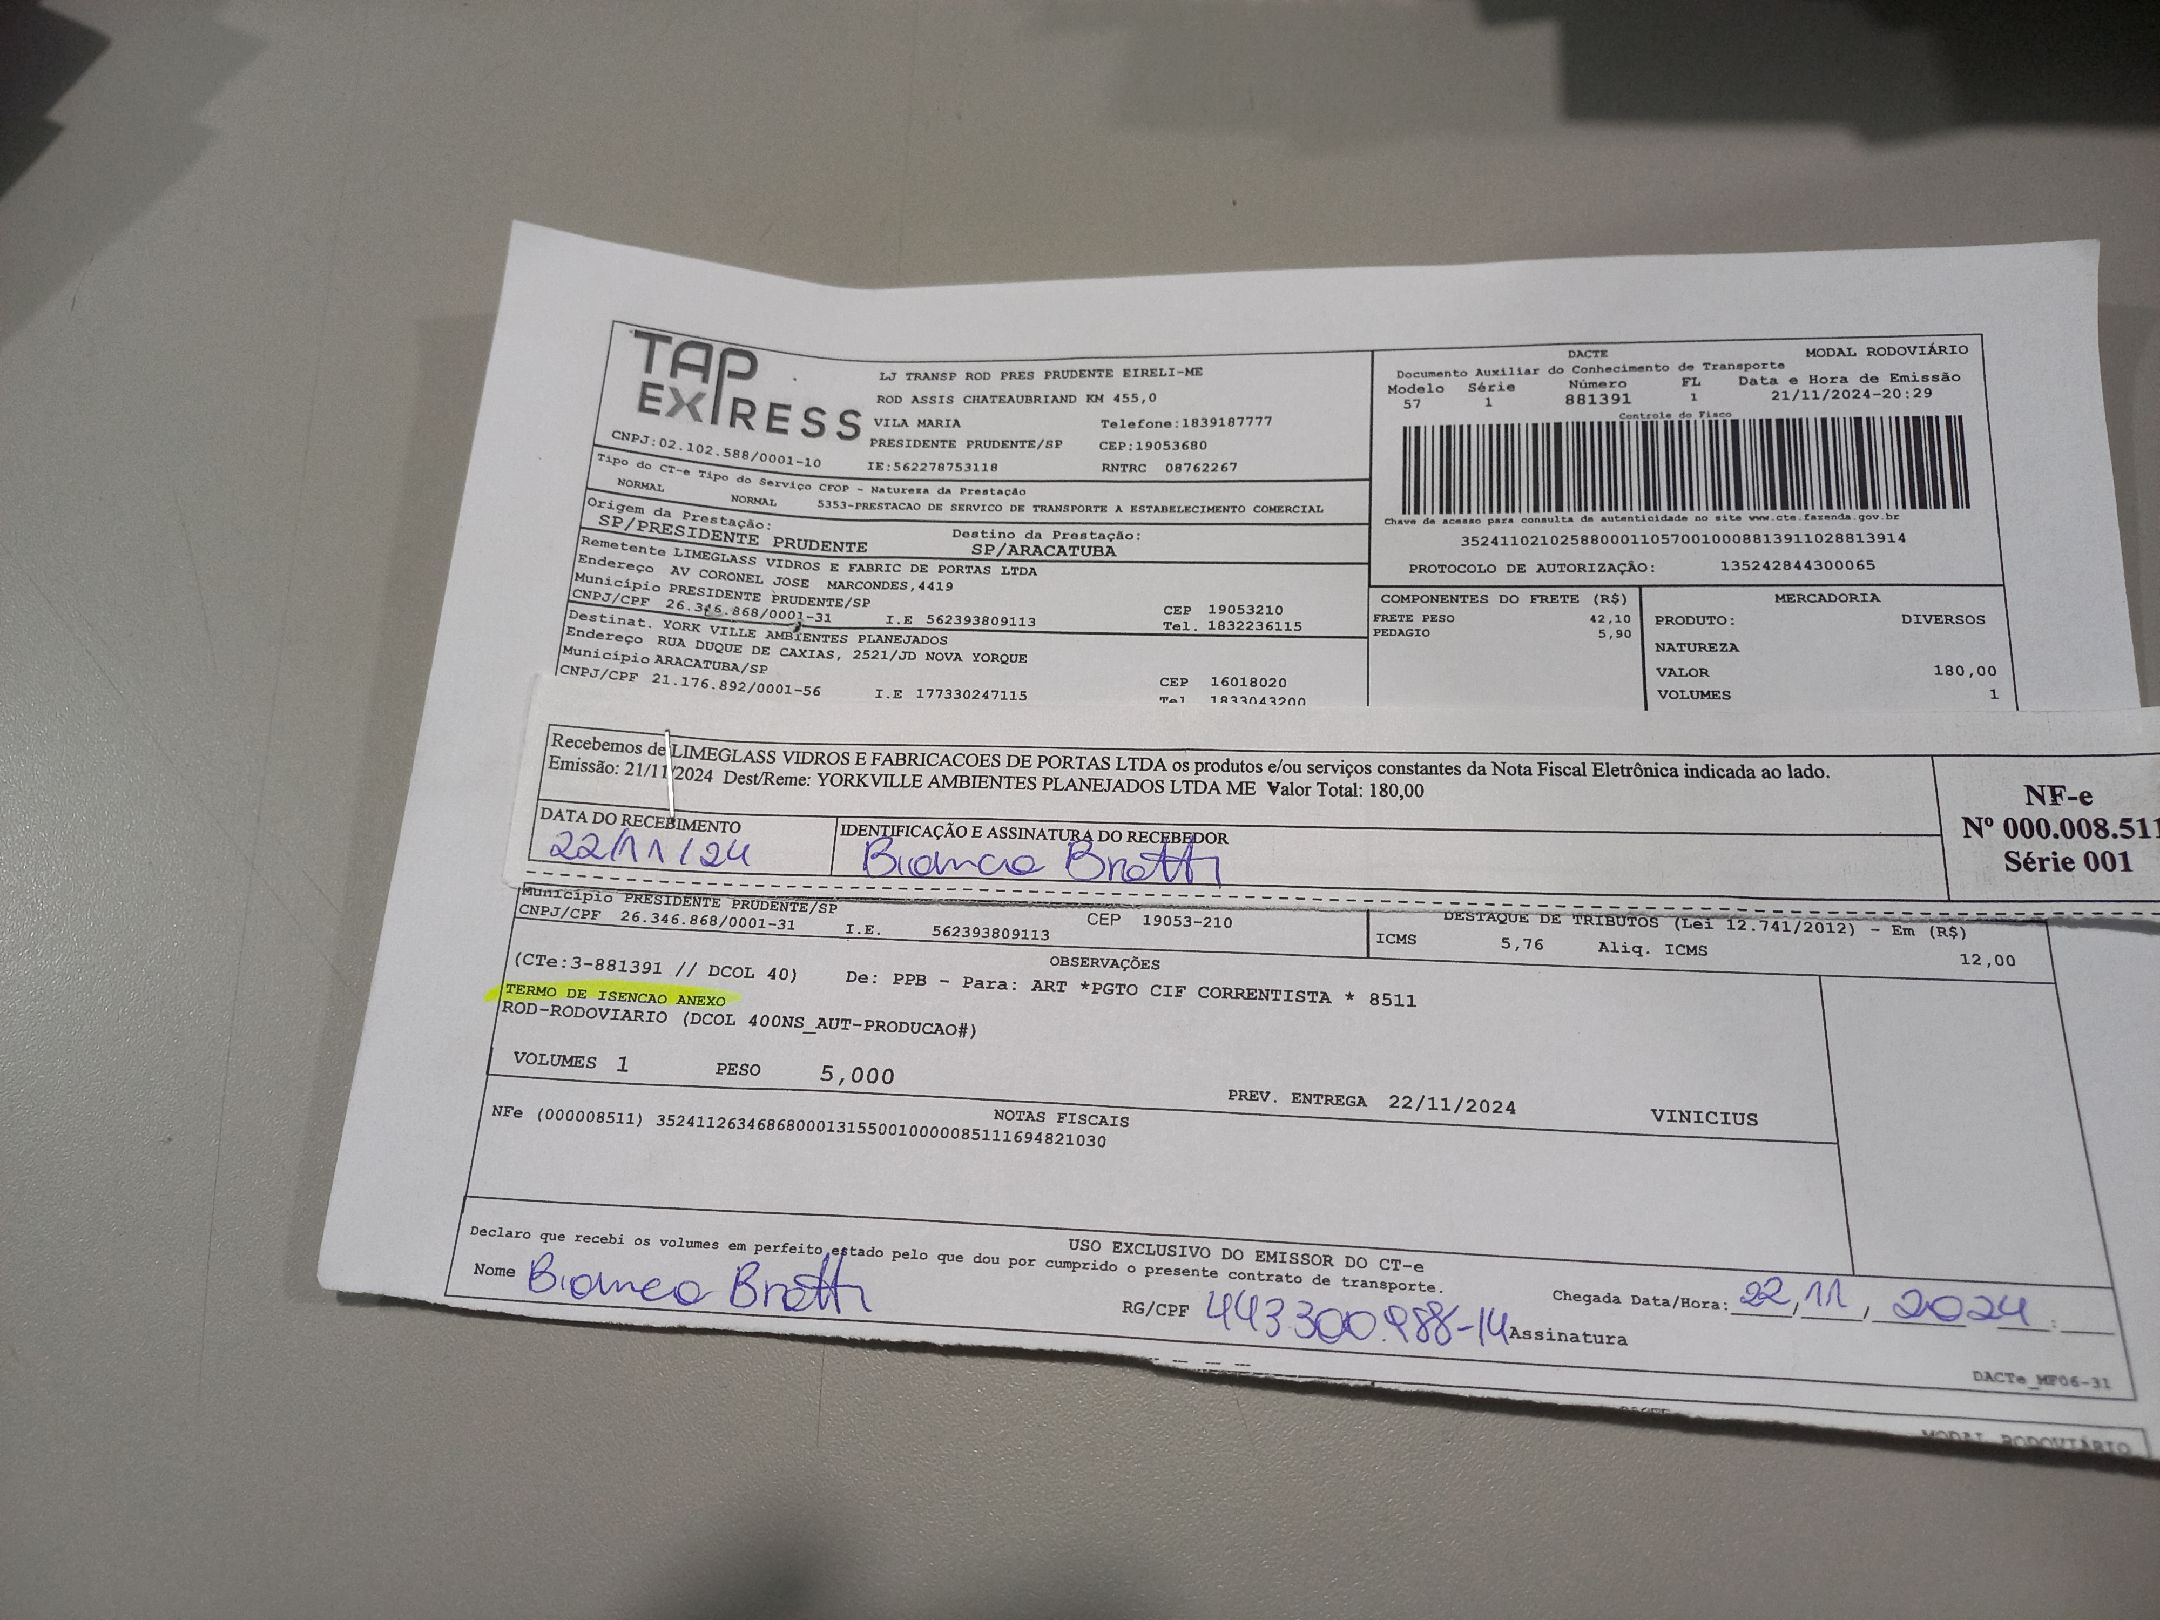 TAP EXPRESS
CNPJ:02.102.588/0001-10
LJ TRANSP ROD PRES PRUDENTE EIRELI-ME
ROD ASSIS CHATEAUBRIAND KM 455,0
VILA MARIA Telefone:1839187777
PRESIDENTE PRUDENTE/SP CEP:19053680
IE:562278753118 RNTRC 08762267
DACTE MODAL RODOVIÁRIO
Documento Auxiliar do Conhecimento de Transporte
Modelo Série Número FL Data e Hora de Emissão
57 1 881391 1 21/11/2024-20:29
Controle do Fisco
Chave de acesso para consulta de autenticidade no site www.cte.fazenda.gov.br
35241102102588000110570010008813911028813914
PROTOCOLO DE AUTORIZAÇÃO: 135242844300065
Tipo do CT-e Tipo do Serviço CFOP - Natureza da Prestação
NORMAL NORMAL 5353-PRESTACAO DE SERVICO DE TRANSPORTE A ESTABELECIMENTO COMERCIAL
Origem da Prestação: Destino da Prestação:
SP/PRESIDENTE PRUDENTE SP/ARACATUBA
Remetente LIMEGLASS VIDROS E FABRIC DE PORTAS LTDA
Endereço AV CORONEL JOSE MARCONDES,4419
Município PRESIDENTE PRUDENTE/SP CEP 19053210
CNPJ/CPF 26.346.868/0001-31 I.E 562393809113 Tel. 1832236115
Destinat. YORK VILLE AMBIENTES PLANEJADOS
Endereço RUA DUQUE DE CAXIAS, 2521/JD NOVA YORQUE
Município ARACATUBA/SP CEP 16018020
CNPJ/CPF 21.176.892/0001-56 I.E 177330247115 Tel 1833043200
COMPONENTES DO FRETE (R$)
FRETE PESO 42,10
PEDAGIO 5,90
MERCADORIA
PRODUTO: DIVERSOS
NATUREZA
VALOR 180,00
VOLUMES 1
Recebemos de LIMEGLASS VIDROS E FABRICACOES DE PORTAS LTDA os produtos e/ou serviços constantes da Nota Fiscal Eletrônica indicada ao lado.
Emissão: 21/11/2024 Dest/Reme: YORKVILLE AMBIENTES PLANEJADOS LTDA ME Valor Total: 180,00
DATA DO RECEBIMENTO IDENTIFICAÇÃO E ASSINATURA DO RECEBEDOR
22/11/24 Bianca
NF-e
Nº 000.008.511
Série 001
Município PRESIDENTE PRUDENTE/SP CEP 19053-210
CNPJ/CPF 26.346.868/0001-31 I.E. 562393809113
DESTAQUE DE TRIBUTOS (Lei 12.741/2012) - Em (R$)
ICMS 5,76 Aliq. ICMS 12,00
OBSERVAÇÕES
(CTe:3-881391 // DCOL 40) De: PPB - Para: ART *PGTO CIF CORRENTISTA * 8511
TERMO DE ISENCAO ANEXO
ROD-RODOVIARIO (DCOL 400NS_AUT-PRODUCAO#)
VOLUMES 1 PESO 5,000 PREV. ENTREGA 22/11/2024 VINICIUS
NOTAS FISCAIS
NFe (000008511) 35241126346868000131550010000085111694821030
USO EXCLUSIVO DO EMISSOR DO CT-e
Declaro que recebi os volumes em perfeito estado pelo que dou por cumprido o presente contrato de transporte.
Nome Bianca RG/CPF 443300.988-14 Assinatura Chegada Data/Hora: 22/11/2024 :
DACTe_MF06-31
MODAL RODOVIÁRIO